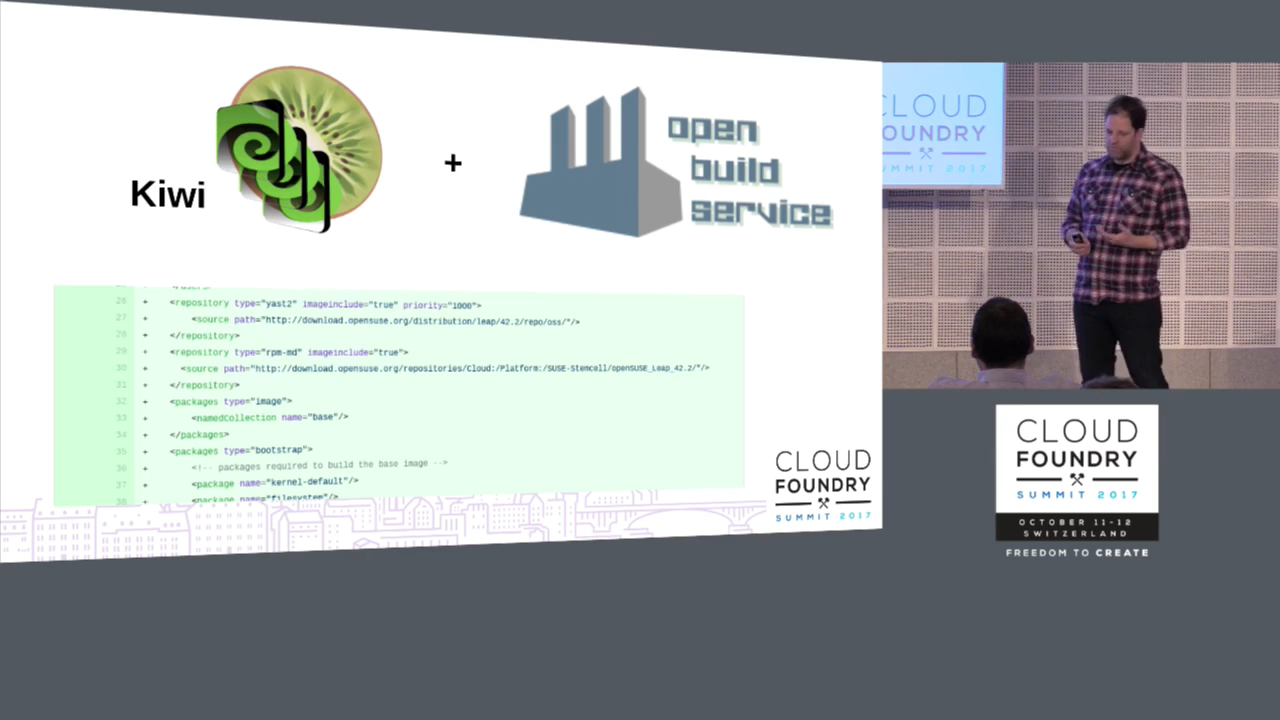 Kiwi
+
open
build
service
26 + <repository type="yast2" imageinclude="true" priority="1000">
27 + <source path="http://download.opensuse.org/distribution/leap/42.2/repo/oss/"/>
28 + </repository>
29 + <repository type="rpm-md" imageinclude="true">
30 + <source path="http://download.opensuse.org/repositories/Cloud:/Platform:/SUSE-Stemcell/openSUSE_Leap_42.2/"/>
31 + </repository>
32 + <packages type="image">
33 + <namedCollection name="base"/>
34 + </packages>
35 + <packages type="bootstrap">
36 + <!-- packages required to build the base image -->
37 + <package name="kernel-default"/>
38 + <package name="filesystem"/>
CLOUD
FOUNDRY
SUMMIT 2017
CLOUD
OUNDRY
SUMMIT 2017
CLOUD
FOUNDRY
SUMMIT 2017
OCTOBER 11-12
SWITZERLAND
FREEDOM TO CREATE